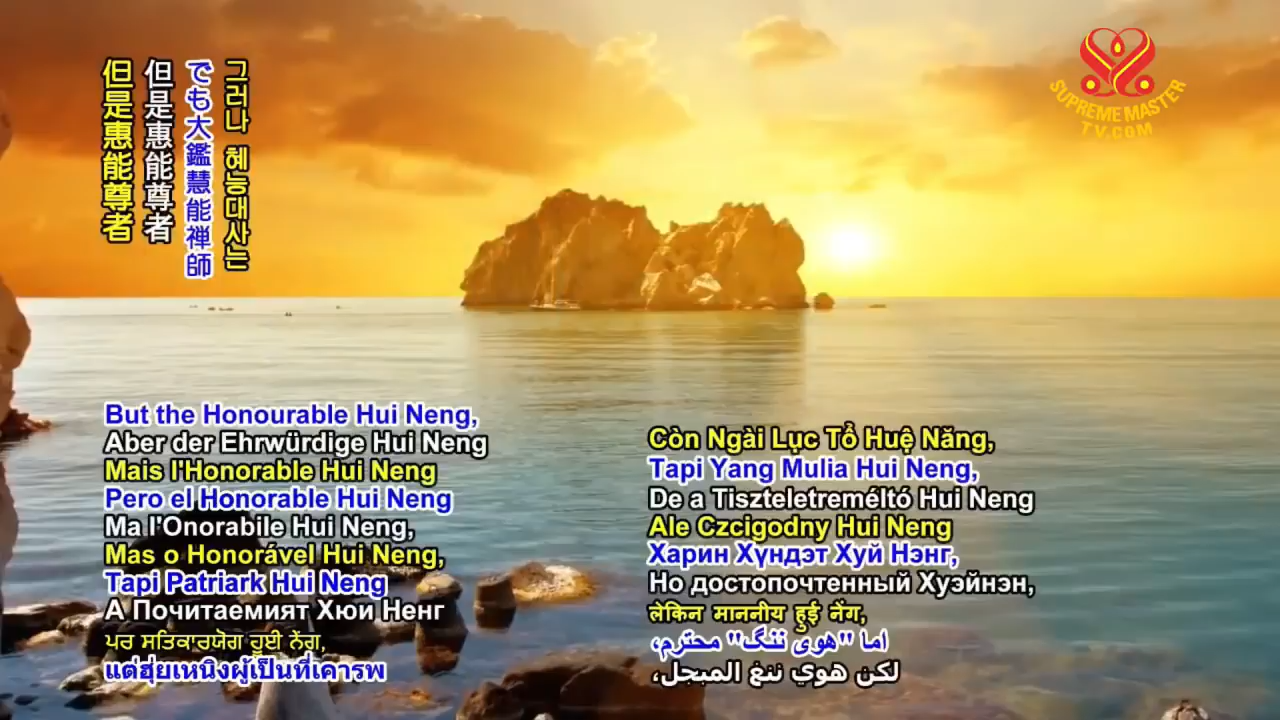 그러나 혜능대사는
でも大鑑慧能禅師
但是惠能尊者
但是惠能尊者
SUPREME MASTER
TV.COM
But the Honourable Hui Neng,
Aber der Ehrwürdige Hui Neng
Mais l'Honorable Hui Neng
Pero el Honorable Hui Neng
Ma l'Onorabile Hui Neng,
Mas o Honorável Hui Neng,
Tapi Patriark Hui Neng
А Почитаемият Хюи Ненг
ਪਰ ਸਤਿਕਾਰਯੋਗ ਹੂਈ ਨੇਂਗ,
แต่ฮุ่ยเหนิงผู้เป็นที่เคารพ
Còn Ngài Lục Tổ Huệ Năng,
Tapi Yang Mulia Hui Neng,
De a Tiszteletreméltó Hui Neng
Ale Czcigodny Hui Neng
Харин Хүндэт Хуй Нэнг,
Но достопочтенный Хуэйнэн,
लेकिन माननीय हुई नेंग,
اما "هوی ننگ" محترم،
لكن هوي ننغ المبجل،